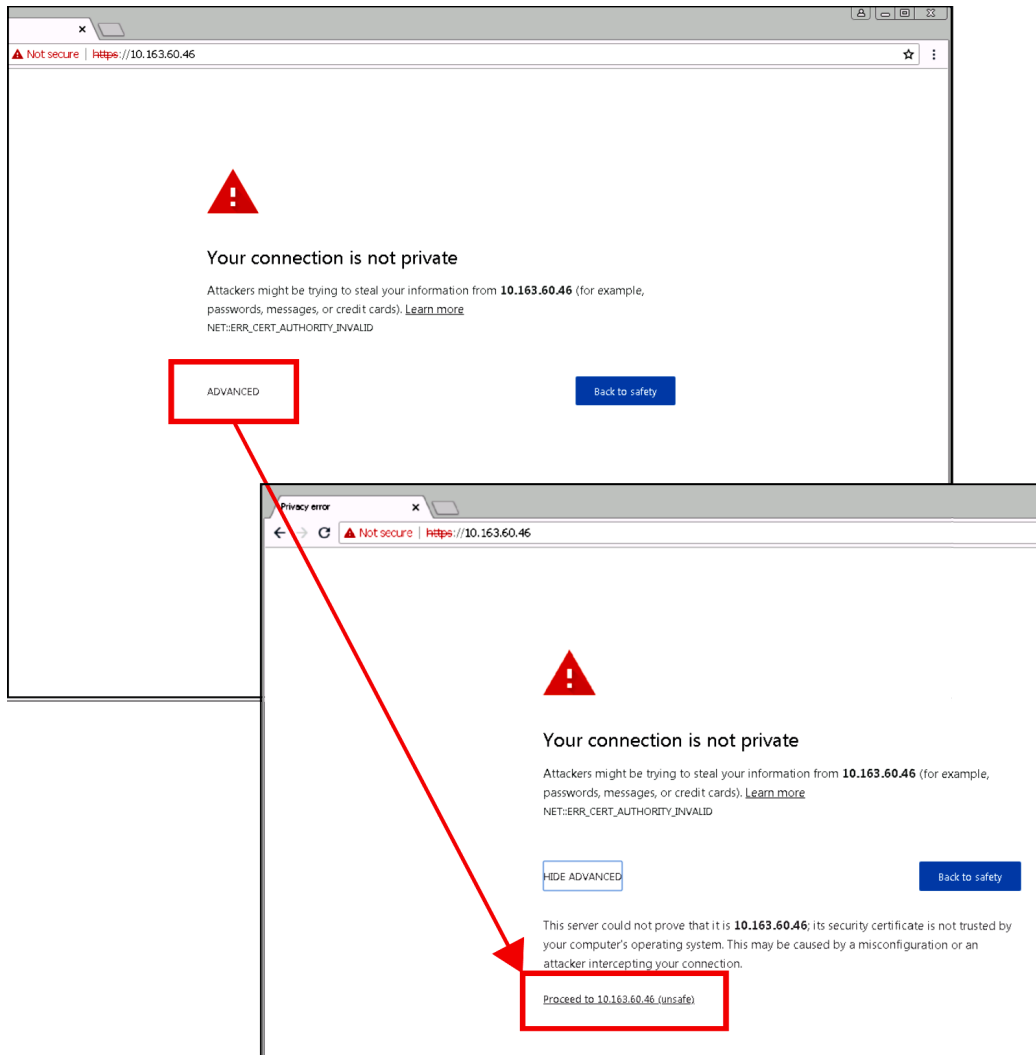 Not secure | https://10.163.60.46
Your connection is not private
Attackers might be trying to steal your information from 10.163.60.46 (for example,
passwords, messages, or credit cards). Learn more
NET::ERR_CERT_AUTHORITY_INVALID
ADVANCED
Back to safety
Privacy error
Not secure | https://10.163.60.46
Your connection is not private
Attackers might be trying to steal your information from 10.163.60.46 (for example,
passwords, messages, or credit cards). Learn more
NET::ERR_CERT_AUTHORITY_INVALID
HIDE ADVANCED
Back to safety
This server could not prove that it is 10.163.60.46; its security certificate is not trusted by
your computer's operating system. This may be caused by a misconfiguration or an
attacker intercepting your connection.
Proceed to 10.163.60.46 (unsafe)